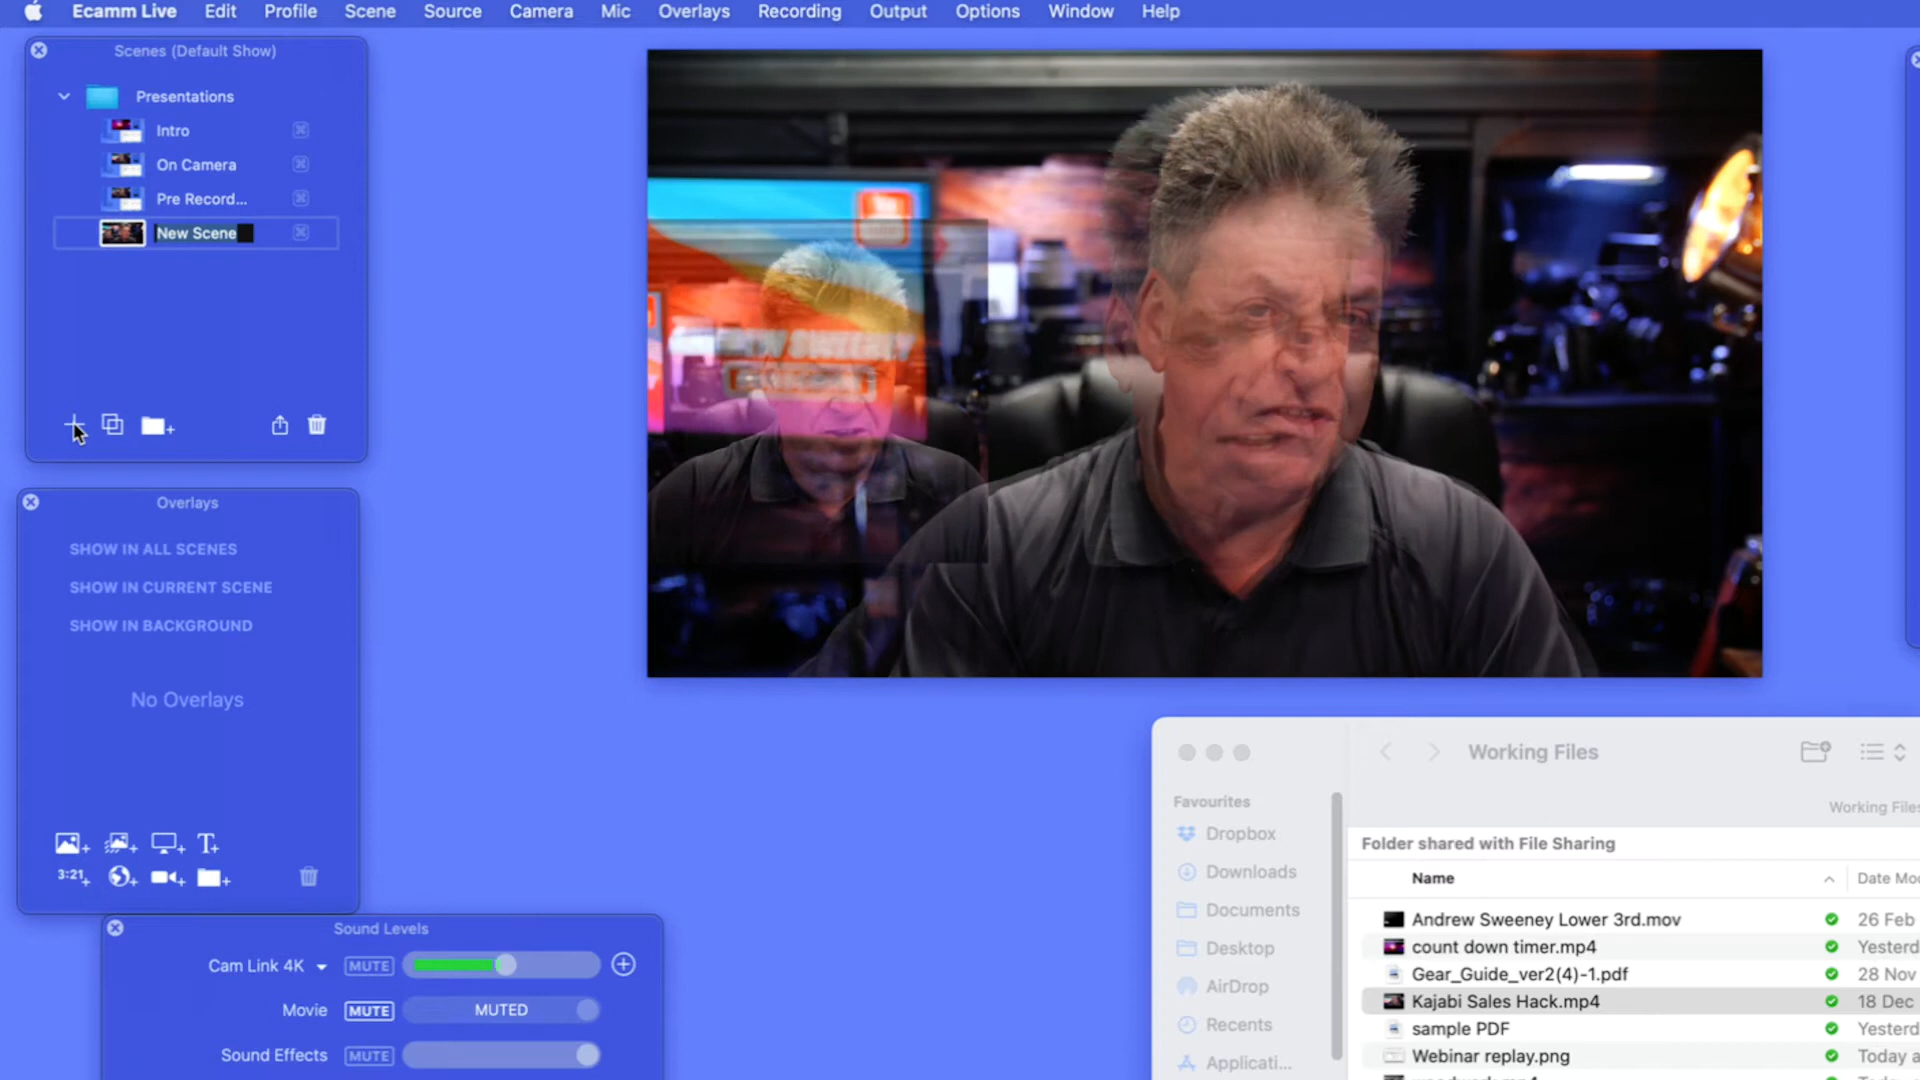 Ecamm Live Edit Profile Scene Source Camera Mic Overlays Recording Output Options Window Help
Scenes (Default Show)
Presentations
Intro
On Camera
Pre Record...
New Scene
Overlays
SHOW IN ALL SCENES
SHOW IN CURRENT SCENE
SHOW IN BACKGROUND
No Overlays
T+
3:21+
Sound Levels
Cam Link 4K MUTE
Movie MUTE MUTED
Sound Effects MUTE
Working Files
Working Files
Favourites
Dropbox
Downloads
Documents
Desktop
AirDrop
Recents
Applicati...
Folder shared with File Sharing
Name Date Mod
Andrew Sweeney Lower 3rd.mov 26 Feb
count down timer.mp4 Yesterd
Gear_Guide_ver2(4)-1.pdf 28 Nov
Kajabi Sales Hack.mp4 18 Dec
sample PDF Yesterd
Webinar replay.png Today a